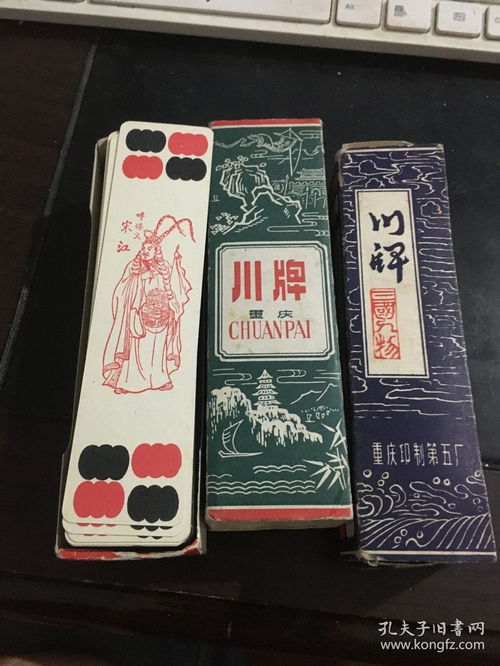 呼保义
宋江
川牌
重庆
CHUANPAI
川牌
三国人物
重庆印制第五厂
孔夫子旧书网
www.kongfz.com